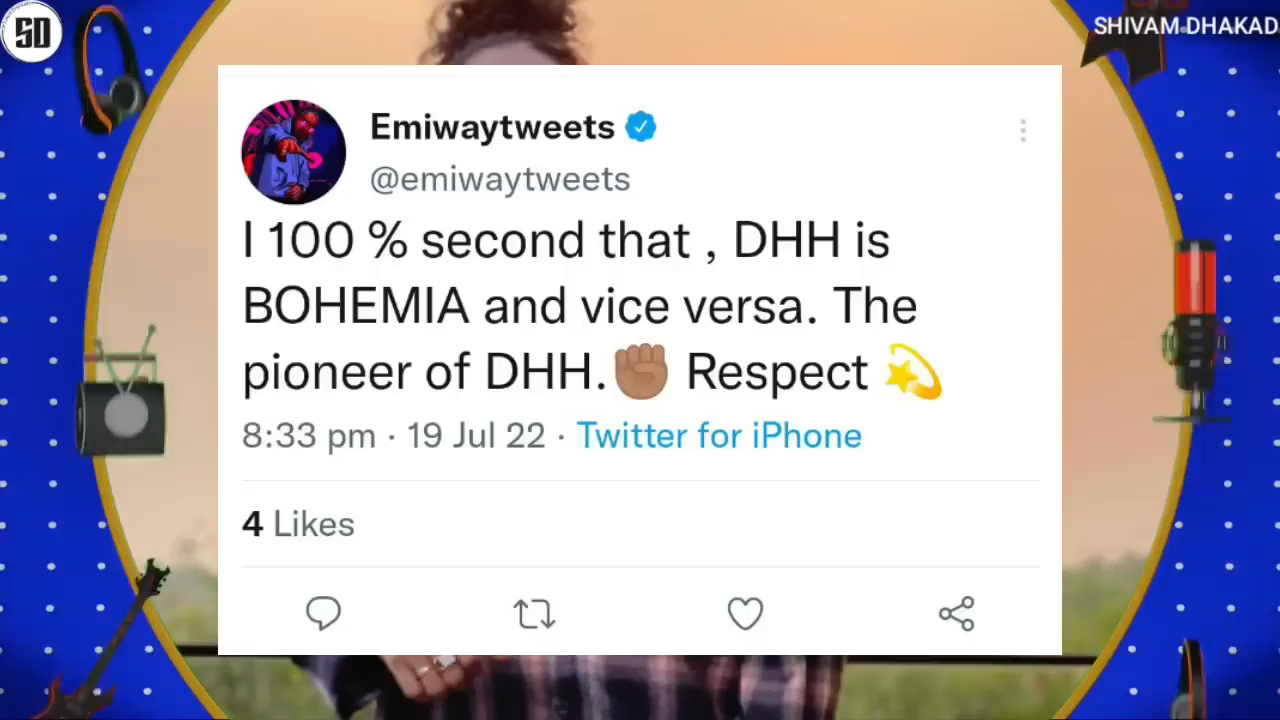 SD
SHIVAM DHAKAD
Emiwaytweets
@emiwaytweets
I 100 % second that , DHH is
BOHEMIA and vice versa. The
pioneer of DHH.✊🏾 Respect 💫
8:33 pm · 19 Jul 22 · Twitter for iPhone
4 Likes